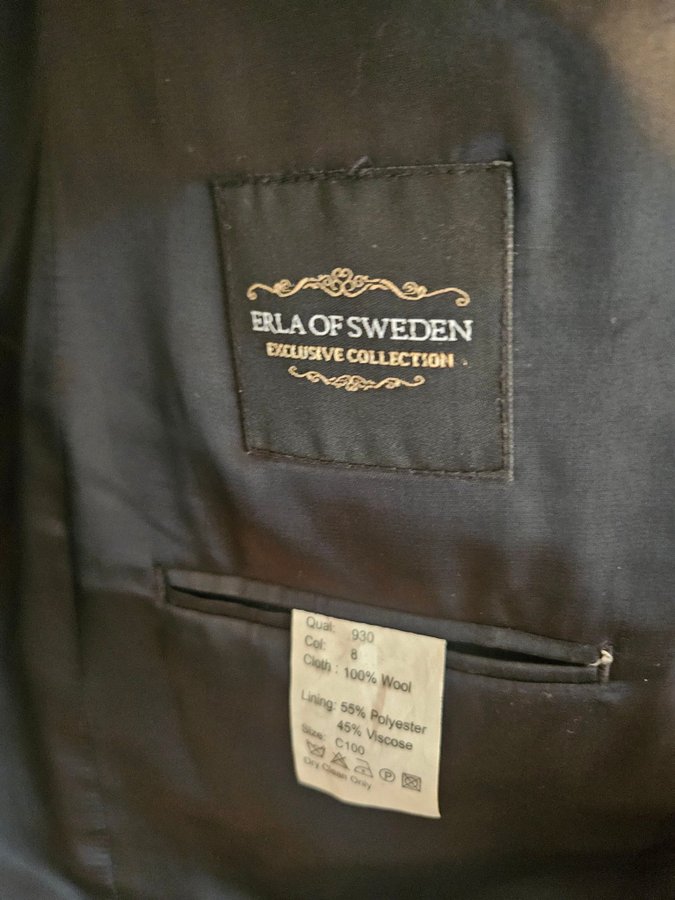 ERLA OF SWEDEN
EXCLUSIVE COLLECTION
Qual: 930
Col: 8
Cloth : 100% Wool
Lining: 55% Polyester
45% Viscose
Size: C100
P
Dry Clean Only